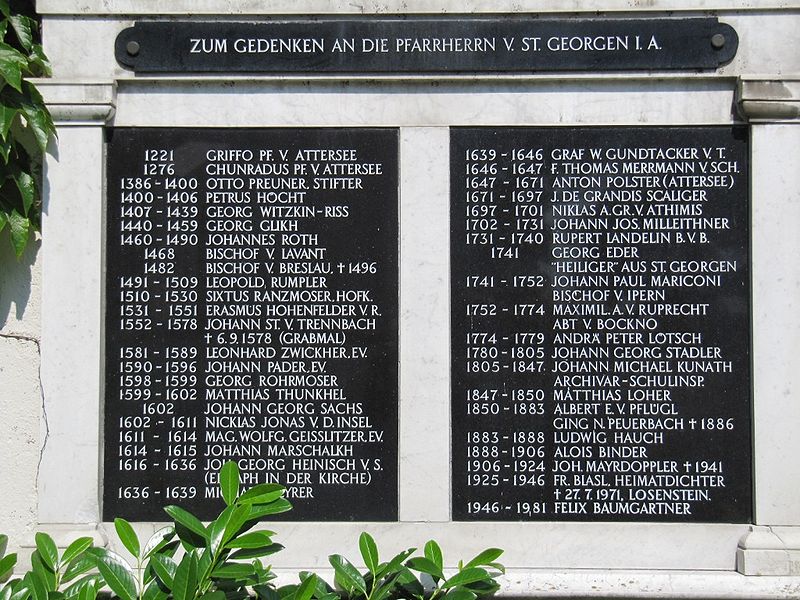 ZUM GEDENKEN AN DIE PFARRHERRN V. ST. GEORGEN I. A.
1221 GRIFFO PF. V. ATTERSEE
1276 CHUNRADUS PF. V. ATTERSEE
1386 - 1400 OTTO PREUNER, STIFTER
1400 - 1406 PETRUS HÖCHT
1407 - 1439 GEORG WITZKIN-RISS
1440 - 1459 GEORG GLIKH
1460 - 1490 JOHANNES ROTH
1468 BISCHOF V. LAVANT
1482 BISCHOF V. BRESLAU, † 1496
1491 - 1509 LEOPOLD, RUMPLER
1510 - 1530 SIXTUS RANZMOSER, HOFK.
1531 - 1551 ERASMUS HOHENFELDER V. R.
1552 - 1578 JOHANN ST. V. TRENNBACH
† 6.9.1578 (GRABMAL)
1581 - 1589 LEONHARD ZWICKHER, EV.
1590 - 1596 JOHANN PADER, EV.
1598 - 1599 GEORG ROHRMOSER
1599 - 1602 MATTHIAS THUNKHEL
1602 JOHANN GEORG SACHS
1602 - 1611 NICKLAS JONAS V. D. INSEL
1611 - 1614 MAG. WOLFG. GEISSLITZER, EV.
1614 - 1615 JOHANN MARSCHALKH
1616 - 1636 JOH. GEORG HEINISCH V. S.
IN DER KIRCHE)
1636 - 1639
1639 - 1646 GRAF W. GUNDTACKER V. T.
1646 - 1647 F. THOMAS MERRMANN V. SCH.
1647 - 1671 ANTON POLSTER (ATTERSEE)
1671 - 1697 J. DE GRANDIS SCALIGER
1697 - 1701 NIKLAS A. GR. V. ATHIMIS
1702 - 1731 JOHANN JOS. MILLEITHNER
1731 - 1740 RUPERT LANDELIN B. V. B.
1741 GEORG EDER
"HEILIGER" AUS ST. GEORGEN
1741 - 1752 JOHANN PAUL MARICONI
BISCHOF V. IPERN
1752 - 1774 MAXIMIL. A. V. RUPRECHT
ABT V. BOCKNO
1774 - 1779 ANDRÄ PETER LÖTSCH
1780 - 1805 JOHANN GEORG STADLER
1805 - 1847 JOHANN MICHAEL KUNATH
ARCHIVAR - SCHULINSP.
1847 - 1850 MATTHIAS LOHER
1850 - 1883 ALBERT E. V. PFLÜGL
GING N. PEUERBACH † 1886
1883 - 1888 LUDWIG HAUCH
1888 - 1906 ALOIS BINDER
1906 - 1924 JOH. MAYRDOPPLER † 1941
1925 - 1946 FR. BLASL, HEIMATDICHTER
† 27. 7. 1971, LOSENSTEIN.
1946 - 1981 FELIX BAUMGARTNER